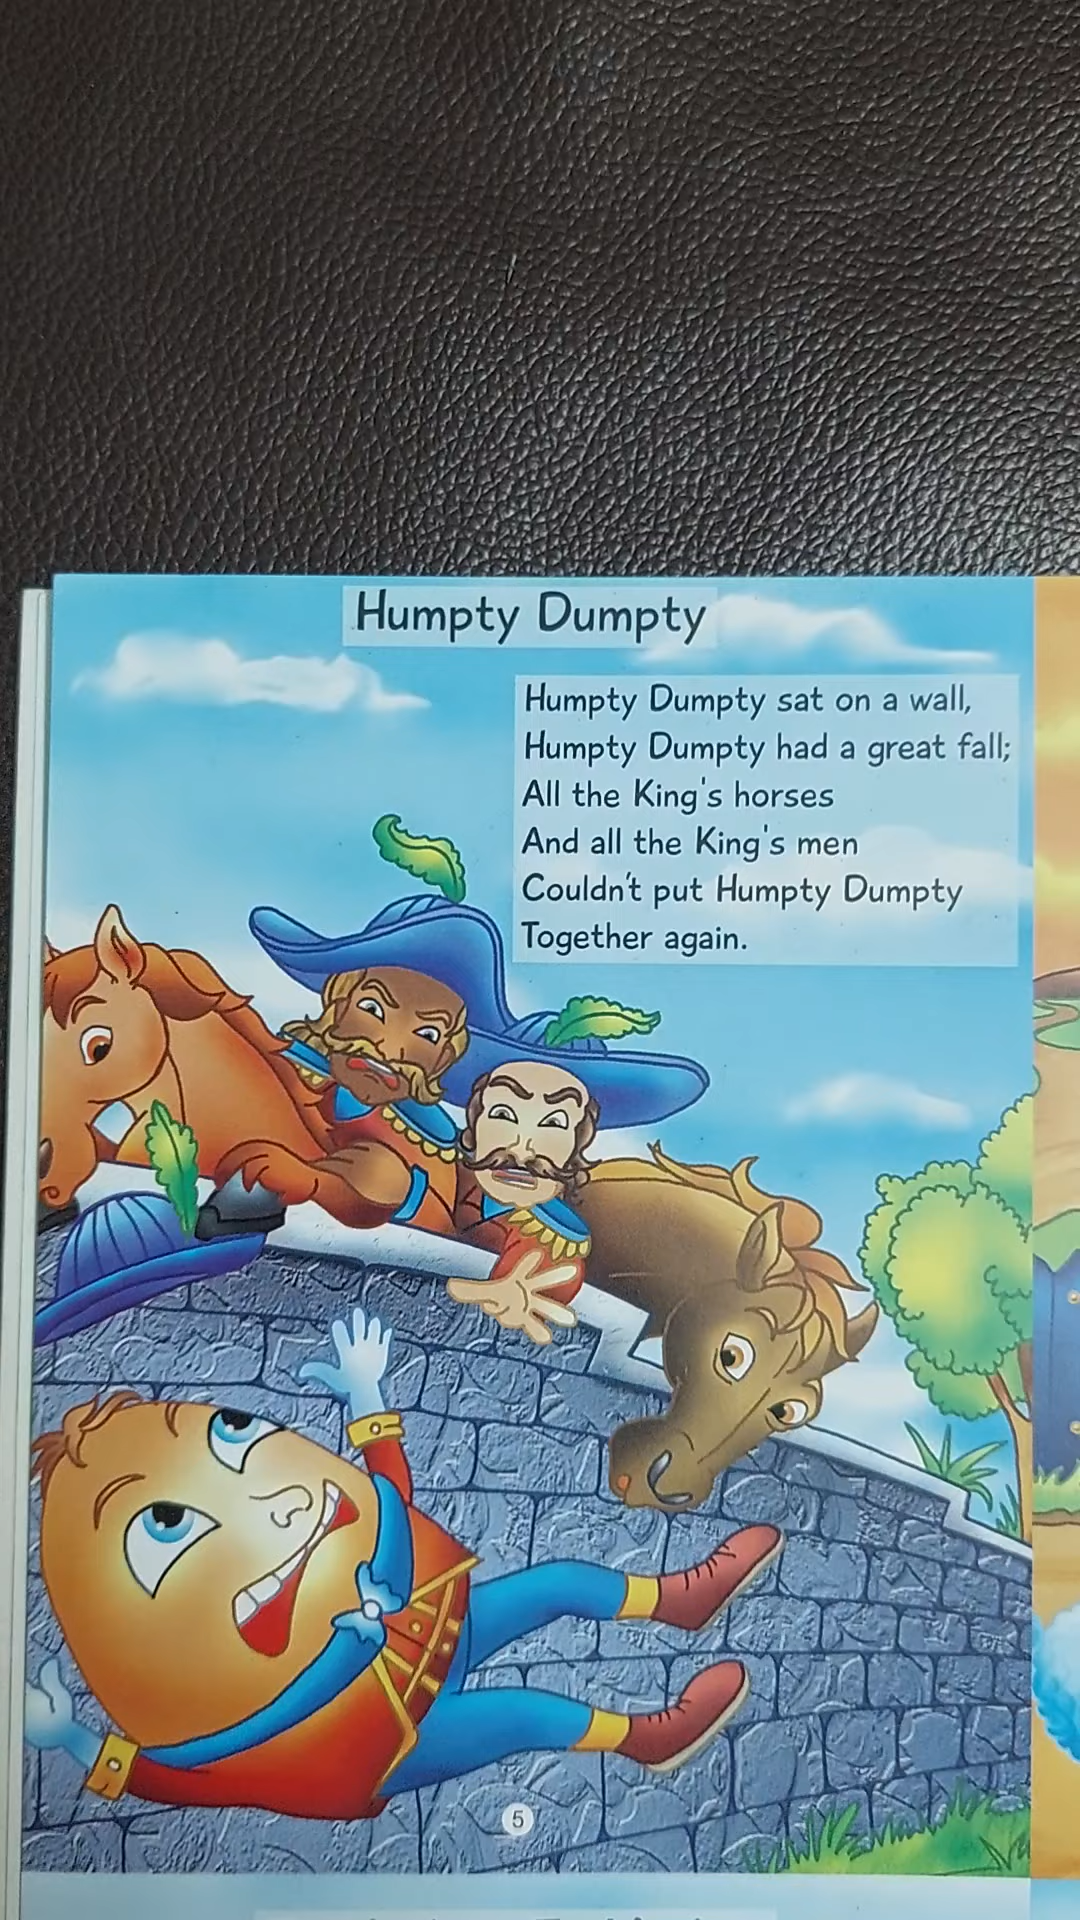 Humpty Dumpty
Humpty Dumpty sat on a wall,
Humpty Dumpty had a great fall;
All the King's horses
And all the King's men
Couldn't put Humpty Dumpty
Together again.
5